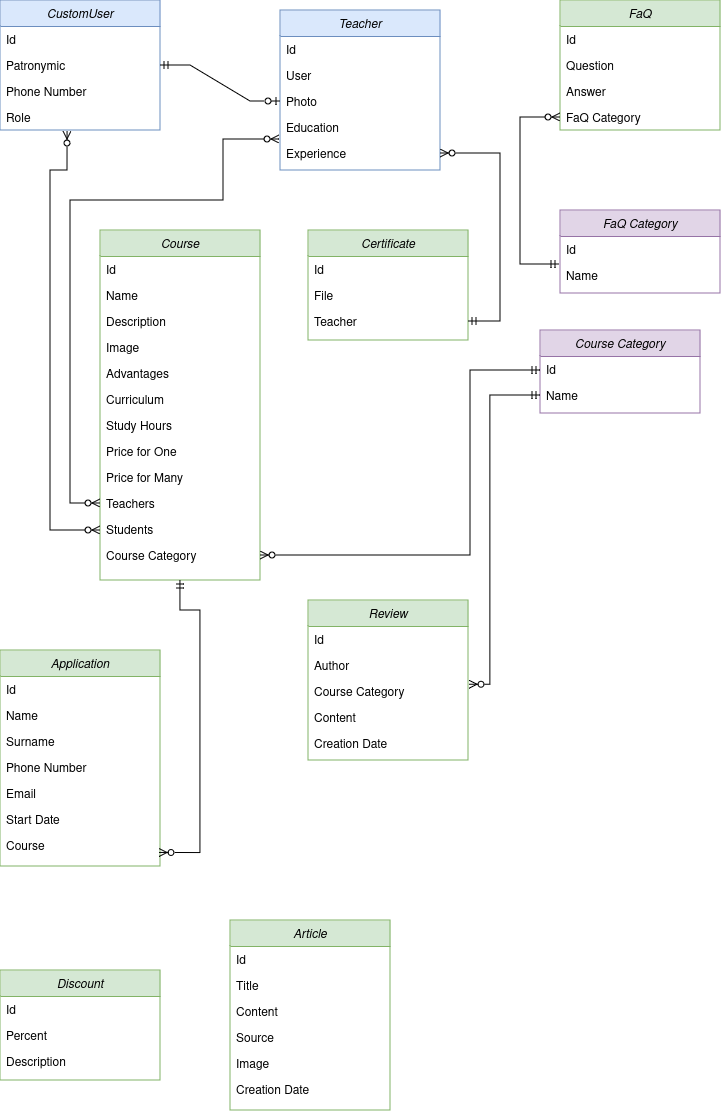 CustomUser
Id
Patronymic
Phone Number
Role
Teacher
Id
User
Photo
Education
Experience
FaQ
Id
Question
Answer
FaQ Category
FaQ Category
Id
Name
Course
Id
Name
Description
Image
Advantages
Curriculum
Study Hours
Price for One
Price for Many
Teachers
Students
Course Category
Certificate
Id
File
Teacher
Course Category
Id
Name
Review
Id
Author
Course Category
Content
Creation Date
Application
Id
Name
Surname
Phone Number
Email
Start Date
Course
Article
Id
Title
Content
Source
Image
Creation Date
Discount
Id
Percent
Description